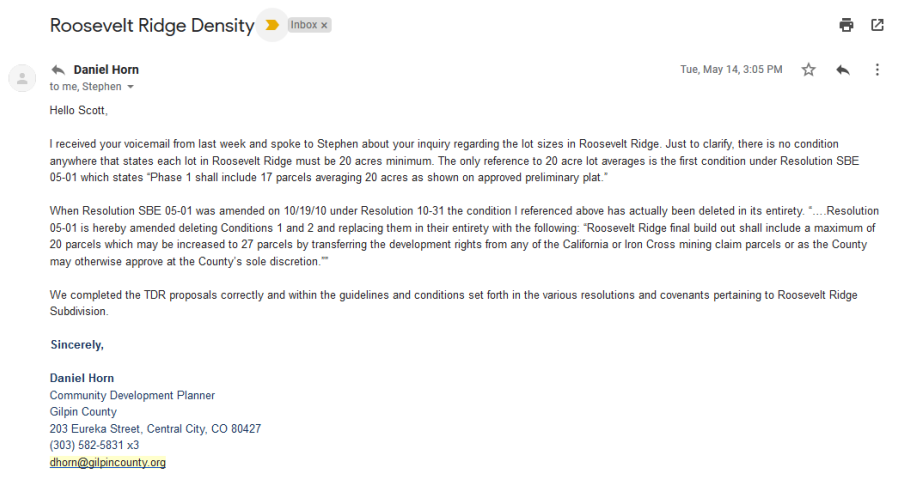 Roosevelt Ridge Density Inbox ×
Daniel Horn Tue, May 14, 3:05 PM
to me, Stephen
Hello Scott,
I received your voicemail from last week and spoke to Stephen about your inquiry regarding the lot sizes in Roosevelt Ridge. Just to clarify, there is no condition
anywhere that states each lot in Roosevelt Ridge must be 20 acres minimum. The only reference to 20 acre lot averages is the first condition under Resolution SBE
05-01 which states “Phase 1 shall include 17 parcels averaging 20 acres as shown on approved preliminary plat.”
When Resolution SBE 05-01 was amended on 10/19/10 under Resolution 10-31 the condition I referenced above has actually been deleted in its entirety. “….Resolution
05-01 is hereby amended deleting Conditions 1 and 2 and replacing them in their entirety with the following: “Roosevelt Ridge final build out shall include a maximum of
20 parcels which may be increased to 27 parcels by transferring the development rights from any of the California or Iron Cross mining claim parcels or as the County
may otherwise approve at the County’s sole discretion.””
We completed the TDR proposals correctly and within the guidelines and conditions set forth in the various resolutions and covenants pertaining to Roosevelt Ridge
Subdivision.
Sincerely,
Daniel Horn
Community Development Planner
Gilpin County
203 Eureka Street, Central City, CO 80427
(303) 582-5831 x3
dhorn@gilpincounty.org